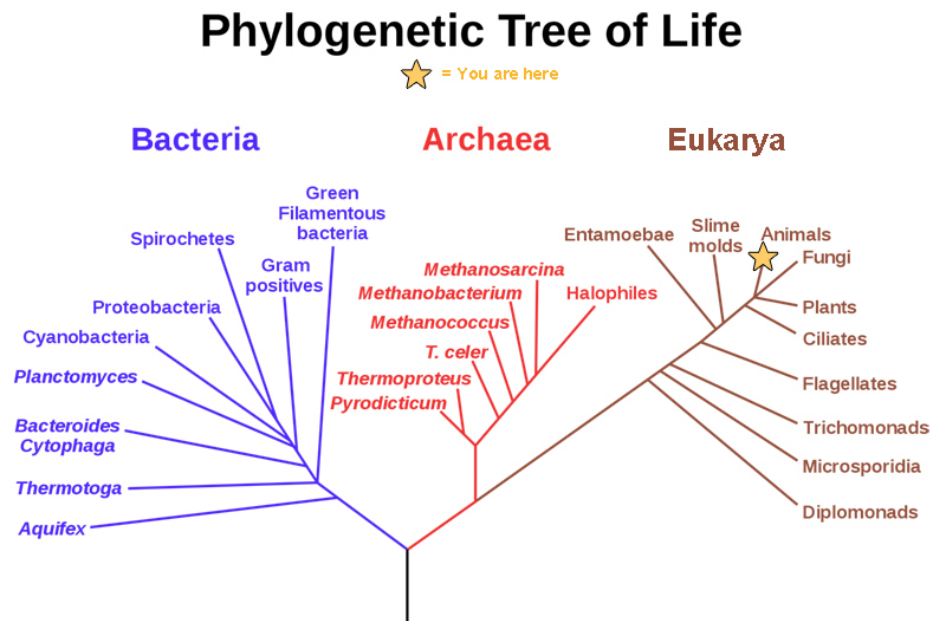 Phylogenetic Tree of Life
= You are here
Bacteria
Archaea
Eukarya
Green
Filamentous
bacteria
Spirochetes
Gram
positives
Proteobacteria
Cyanobacteria
Planctomyces
Bacteroides
Cytophaga
Thermotoga
Aquifex
Methanosarcina
Methanobacterium
Halophiles
Methanococcus
T. celer
Thermoproteus
Pyrodicticum
Entamoebae
Slime
molds
Animals
Fungi
Plants
Ciliates
Flagellates
Trichomonads
Microsporidia
Diplomonads